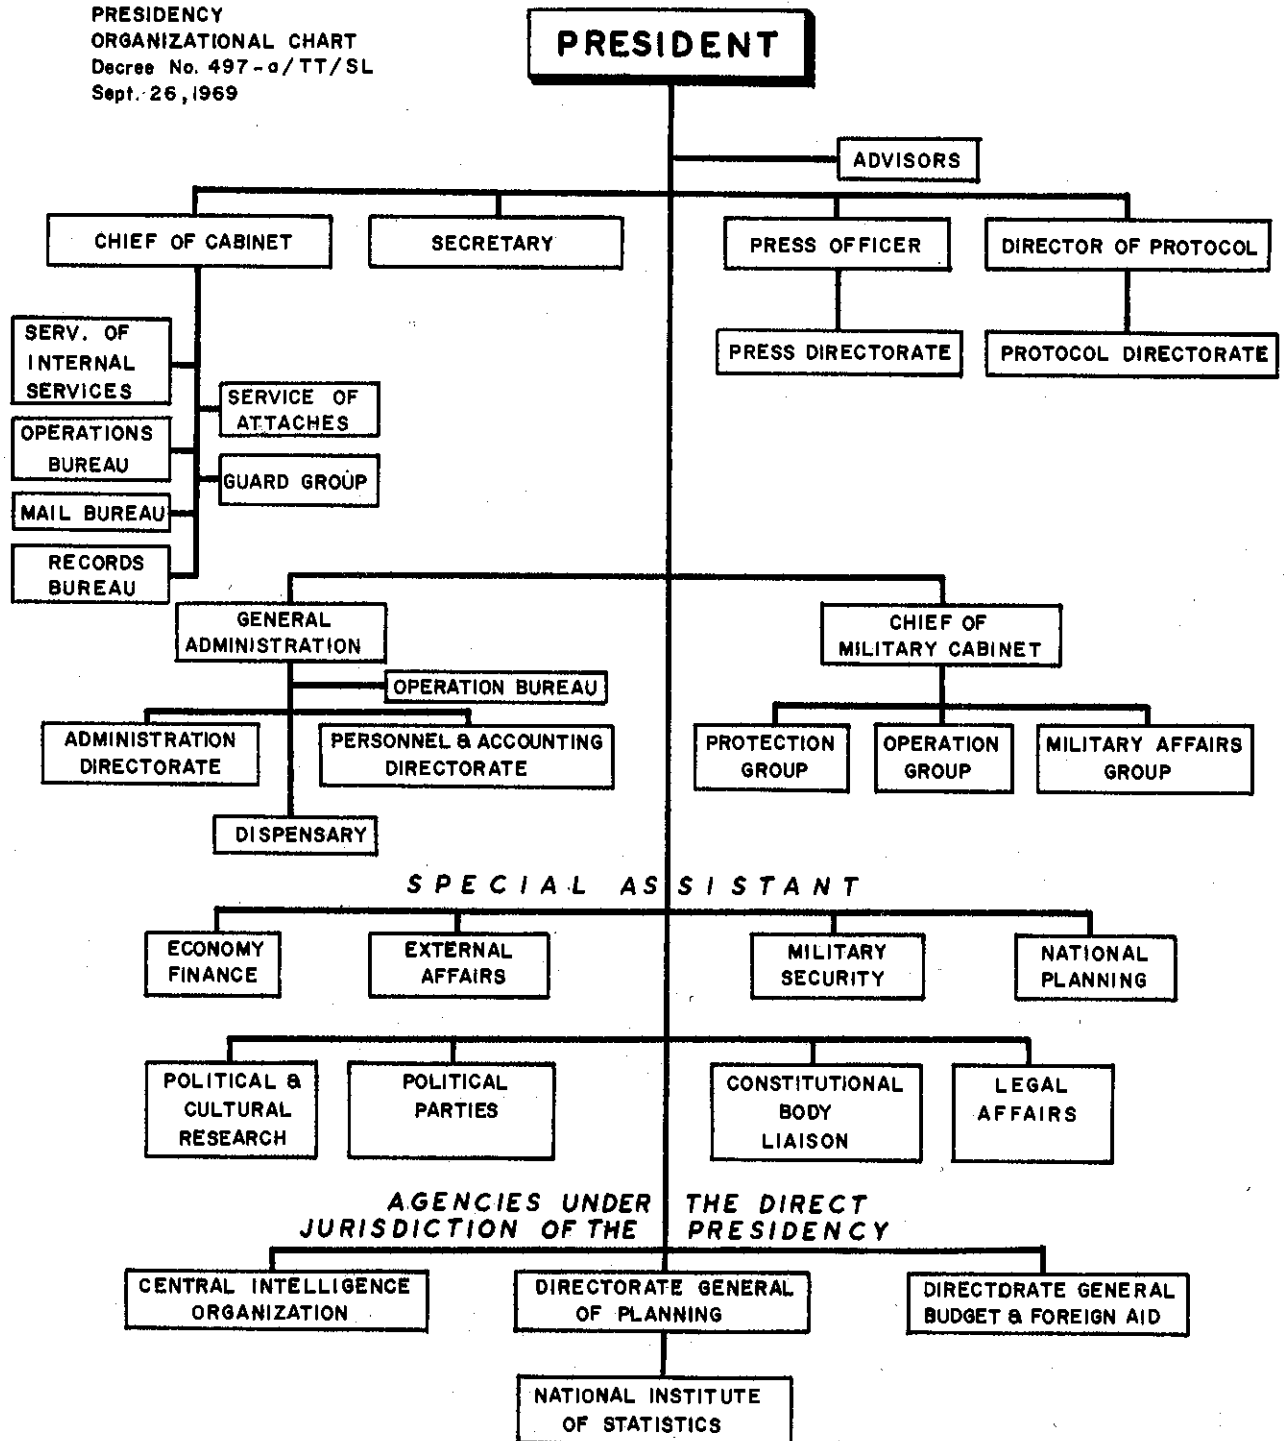 PRESIDENCY
ORGANIZATIONAL CHART
Decree No. 497-a/TT/SL
Sept. 26, 1969
PRESIDENT
ADVISORS
CHIEF OF CABINET
SECRETARY
PRESS OFFICER
DIRECTOR OF PROTOCOL
PRESS DIRECTORATE
PROTOCOL DIRECTORATE
SERV. OF
INTERNAL
SERVICES
SERVICE OF
ATTACHES
OPERATIONS
BUREAU
GUARD GROUP
MAIL BUREAU
RECORDS
BUREAU
GENERAL
ADMINISTRATION
CHIEF OF
MILITARY CABINET
OPERATION BUREAU
ADMINISTRATION
DIRECTORATE
PERSONNEL & ACCOUNTING
DIRECTORATE
PROTECTION
GROUP
OPERATION
GROUP
MILITARY AFFAIRS
GROUP
DISPENSARY
SPECIAL ASSISTANT
ECONOMY
FINANCE
EXTERNAL
AFFAIRS
MILITARY
SECURITY
NATIONAL
PLANNING
POLITICAL &
CULTURAL
RESEARCH
POLITICAL
PARTIES
CONSTITUTIONAL
BODY
LIAISON
LEGAL
AFFAIRS
AGENCIES UNDER THE DIRECT
JURISDICTION OF THE PRESIDENCY
CENTRAL INTELLIGENCE
ORGANIZATION
DIRECTORATE GENERAL
OF PLANNING
DIRECTORATE GENERAL
BUDGET & FOREIGN AID
NATIONAL INSTITUTE
OF STATISTICS